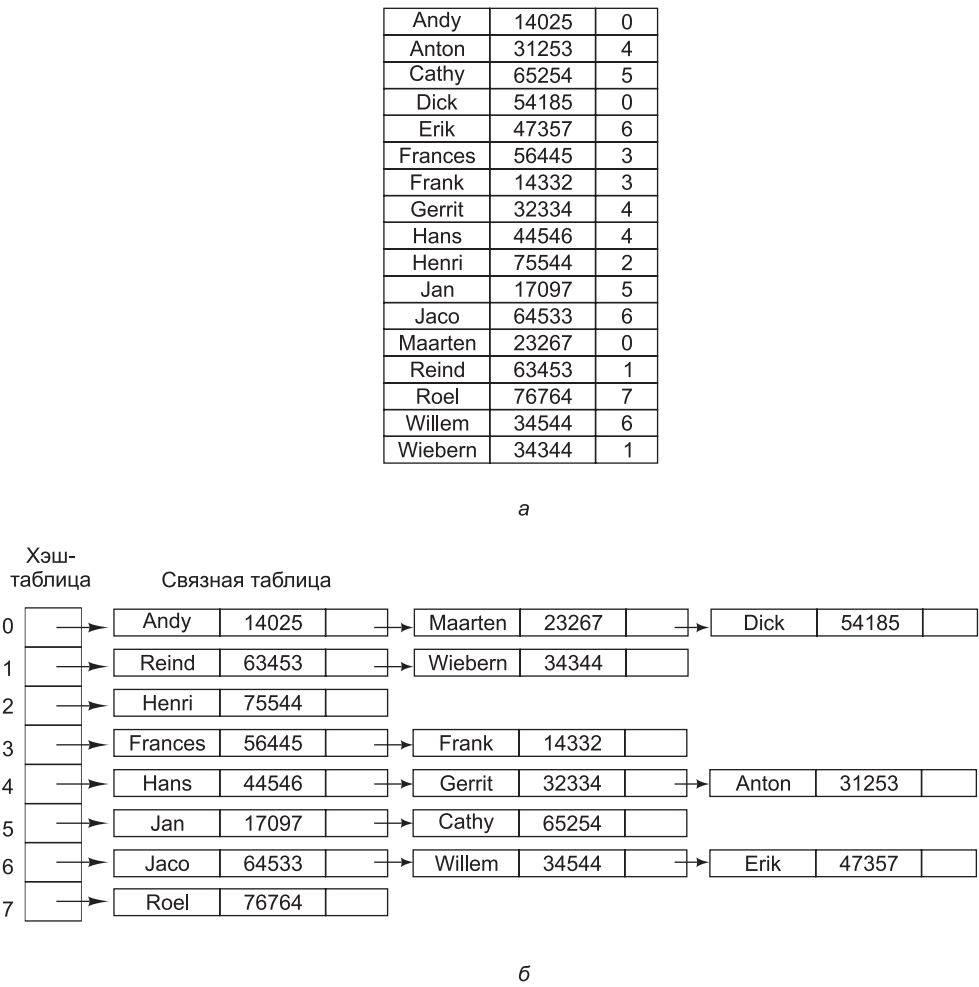 Andy 14025 0
Anton 31253 4
Cathy 65254 5
Dick 54185 0
Erik 47357 6
Frances 56445 3
Frank 14332 3
Gerrit 32334 4
Hans 44546 4
Henri 75544 2
Jan 17097 5
Jaco 64533 6
Maarten 23267 0
Reind 63453 1
Roel 76764 7
Willem 34544 6
Wiebern 34344 1
а
Хэш-
таблица
Связная таблица
0 Andy 14025 Maarten 23267 Dick 54185
1 Reind 63453 Wiebern 34344
2 Henri 75544
3 Frances 56445 Frank 14332
4 Hans 44546 Gerrit 32334 Anton 31253
5 Jan 17097 Cathy 65254
6 Jaco 64533 Willem 34544 Erik 47357
7 Roel 76764
б